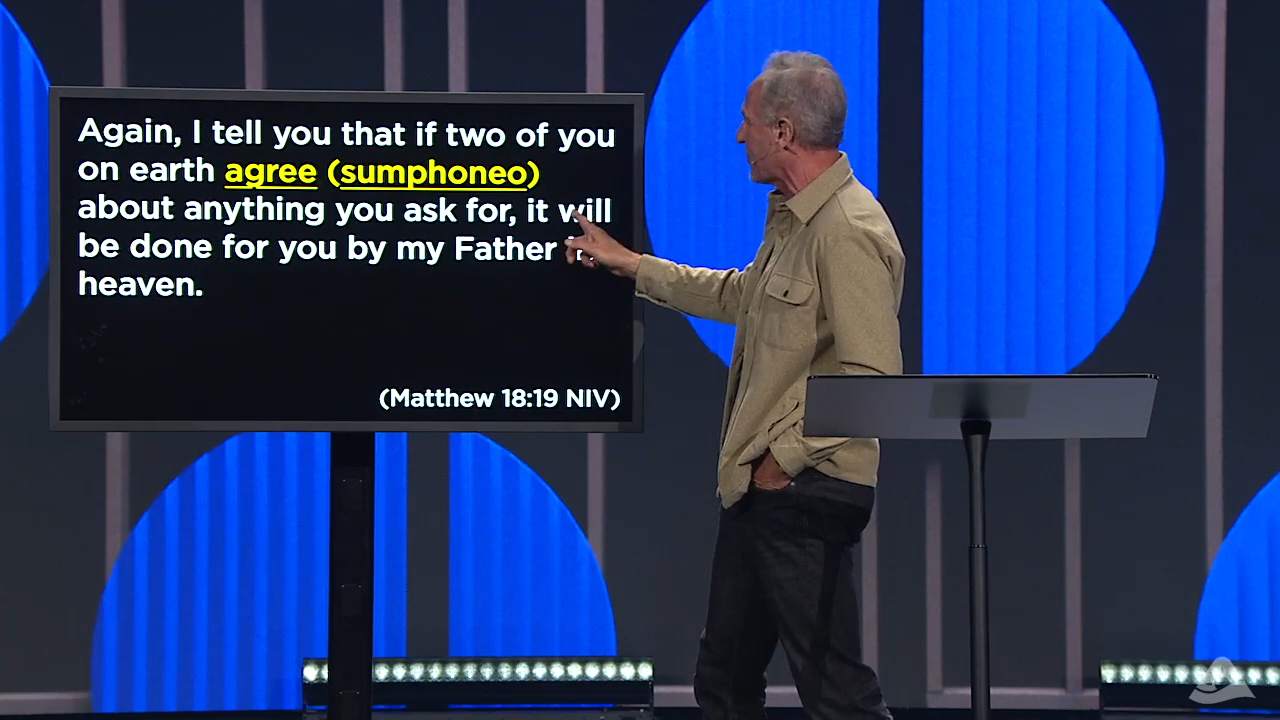 Again, I tell you that if two of you
on earth agree (sumphoneo)
about anything you ask for, it will
be done for you by my Father
heaven.
(Matthew 18:19 NIV)